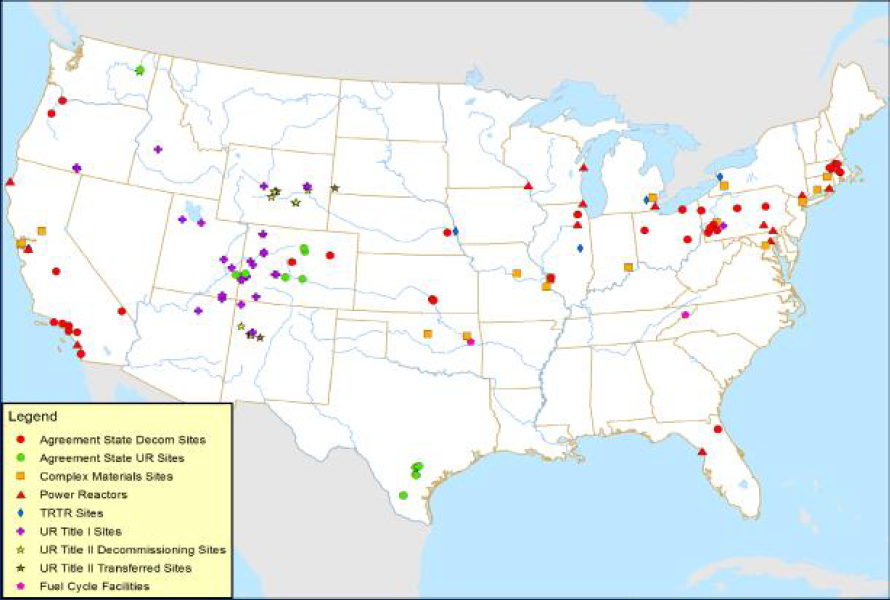 Legend
Agreement State Decom Sites
Agreement State UR Sites
Complex Materials Sites
Power Reactors
TRTR Sites
UR Title I Sites
UR Title II Decommissioning Sites
UR Title II Transferred Sites
Fuel Cycle Facilities